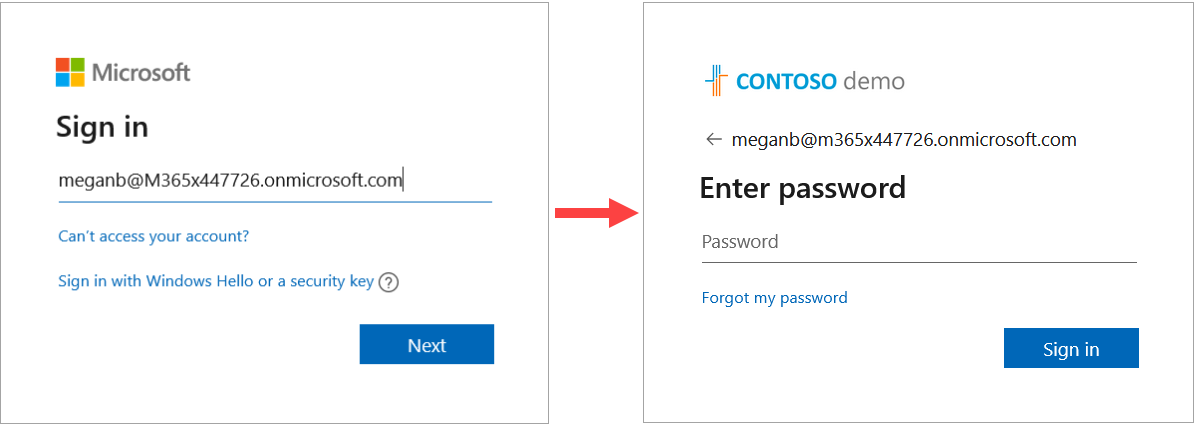 Microsoft
Sign in
meganb@M365x447726.onmicrosoft.com
Can't access your account?
Sign in with Windows Hello or a security key ?
Next
CONTOSO demo
← meganb@m365x447726.onmicrosoft.com
Enter password
Password
Forgot my password
Sign in